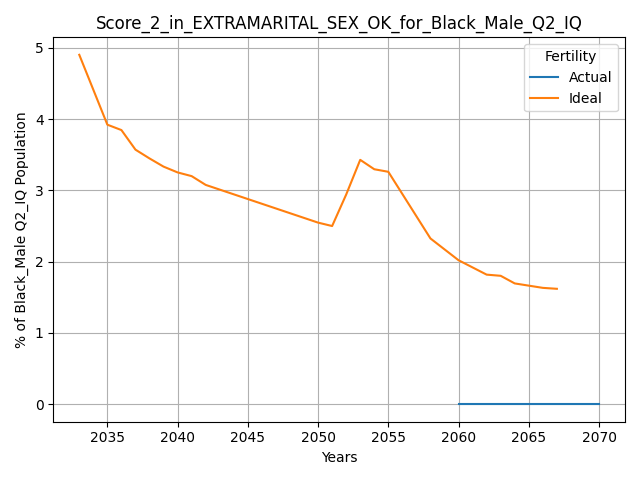 Score_2_in_EXTRAMARITAL_SEX_OK_for_Black_Male_Q2_IQ
Fertility
Actual
Ideal
% of Black_Male Q2_IQ Population
5
4
3
2
1
0
2035 2040 2045 2050 2055 2060 2065 2070
Years